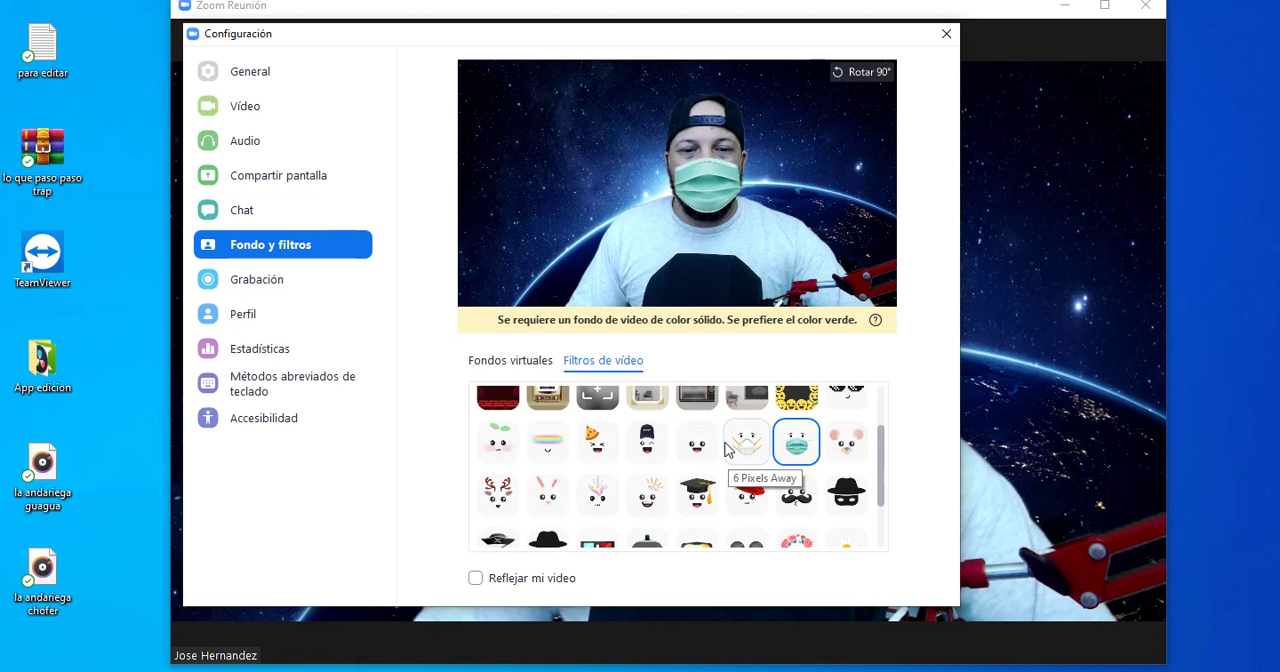 Zoom Reunión
Configuración
para editar
lo que paso paso
trap
TeamViewer
App edicion
la andariega
guagua
la andariega
chofer
General
Vídeo
Audio
Compartir pantalla
Chat
Fondo y filtros
Grabación
Perfil
Estadísticas
Métodos abreviados de
teclado
Accesibilidad
Rotar 90°
Se requiere un fondo de video de color sólido. Se prefiere el color verde.
?
Fondos virtuales
Filtros de vídeo
6 Pixels Away
Reflejar mi video
Jose Hernandez